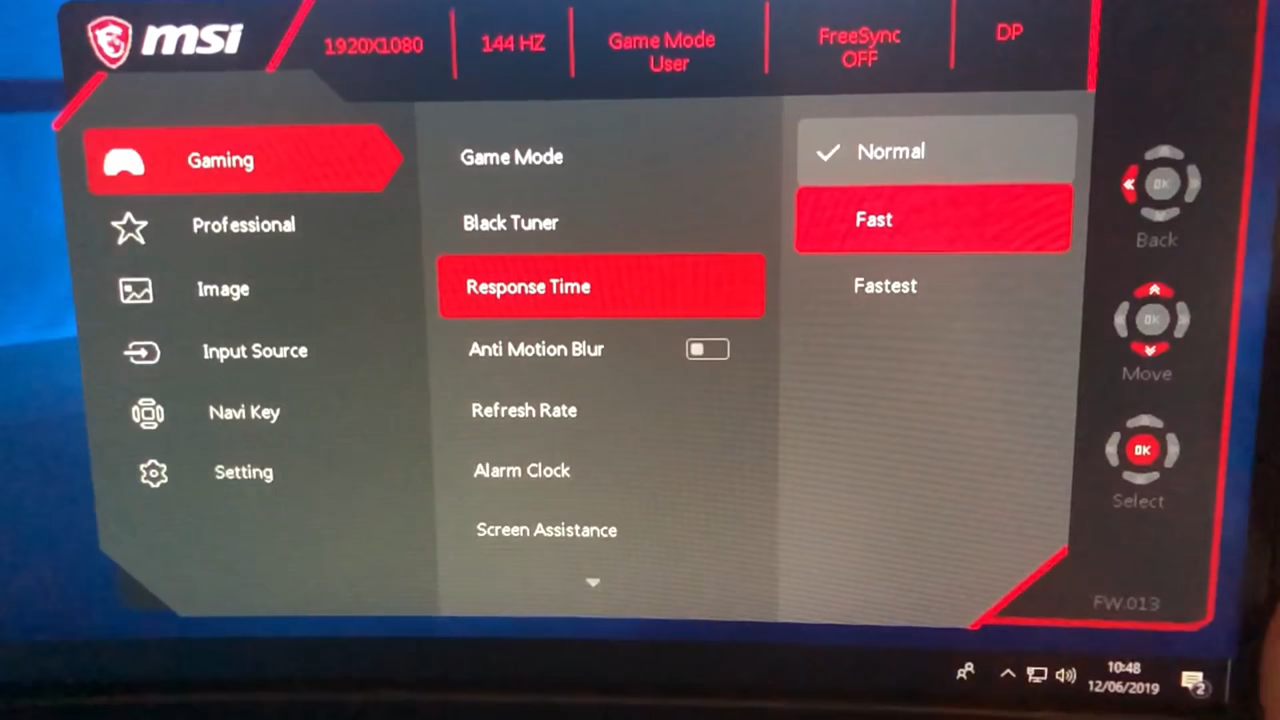 msi
1920X1080
144 HZ
Game Mode
User
FreeSync
OFF
DP
Gaming
Professional
Image
Input Source
Navi Key
Setting
Game Mode
Black Tuner
Response Time
Anti Motion Blur
Refresh Rate
Alarm Clock
Screen Assistance
Normal
Fast
Fastest
OK
Back
OK
Move
OK
Select
FW.013
10:48
12/06/2019
2